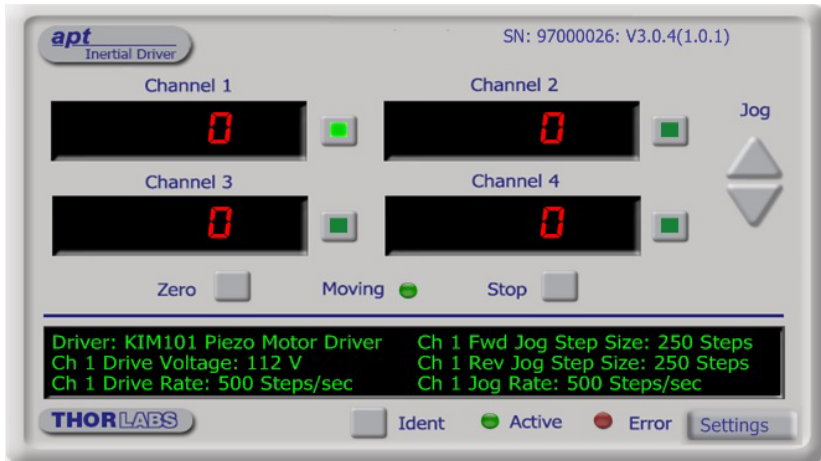 apt
Inertial Driver
SN: 97000026: V3.0.4(1.0.1)
Channel 1
Channel 2
0
0
Jog
Channel 3
Channel 4
0
0
Zero
Moving
Stop
Driver: KIM101 Piezo Motor Driver
Ch 1 Fwd Jog Step Size: 250 Steps
Ch 1 Drive Voltage: 112 V
Ch 1 Rev Jog Step Size: 250 Steps
Ch 1 Drive Rate: 500 Steps/sec
Ch 1 Jog Rate: 500 Steps/sec
THORLABS
Ident
Active
Error
Settings